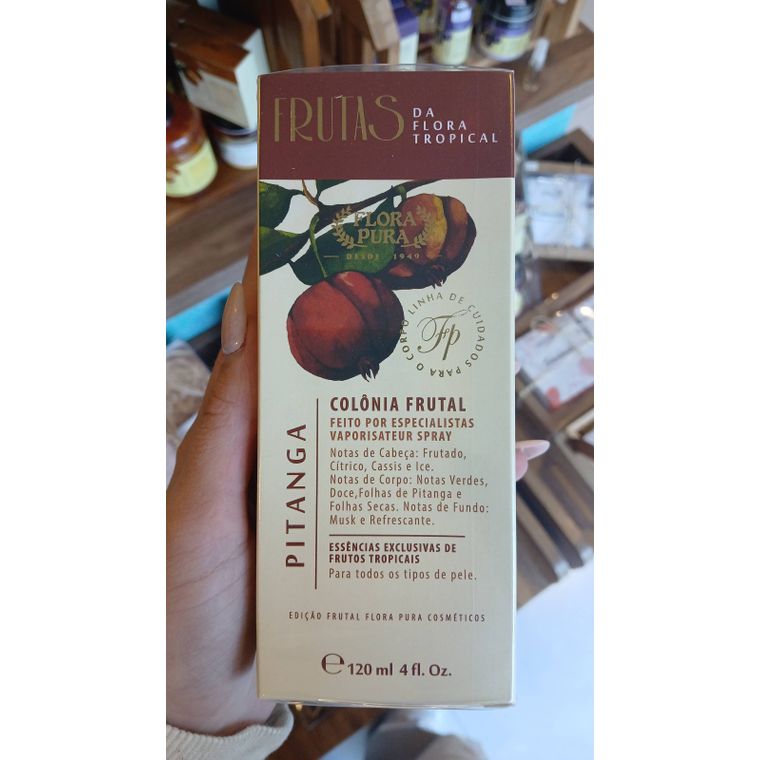 FRUTAS DA
FLORA
TROPICAL
FLORA
PURA
DESDE 1949
LINHA DE CUIDADOS PARA O CORPO
Fp
PITANGA
COLÔNIA FRUTAL
FEITO POR ESPECIALISTAS
VAPORISATEUR SPRAY
Notas de Cabeça: Frutado,
Cítrico, Cassis e Ice.
Notas de Corpo: Notas Verdes,
Doce,Folhas de Pitanga e
Folhas Secas. Notas de Fundo:
Musk e Refrescante.
ESSÊNCIAS EXCLUSIVAS DE
FRUTOS TROPICAIS
Para todos os tipos de pele.
EDIÇÃO FRUTAL FLORA PURA COSMÉTICOS
℮ 120 ml 4 fl. Oz.